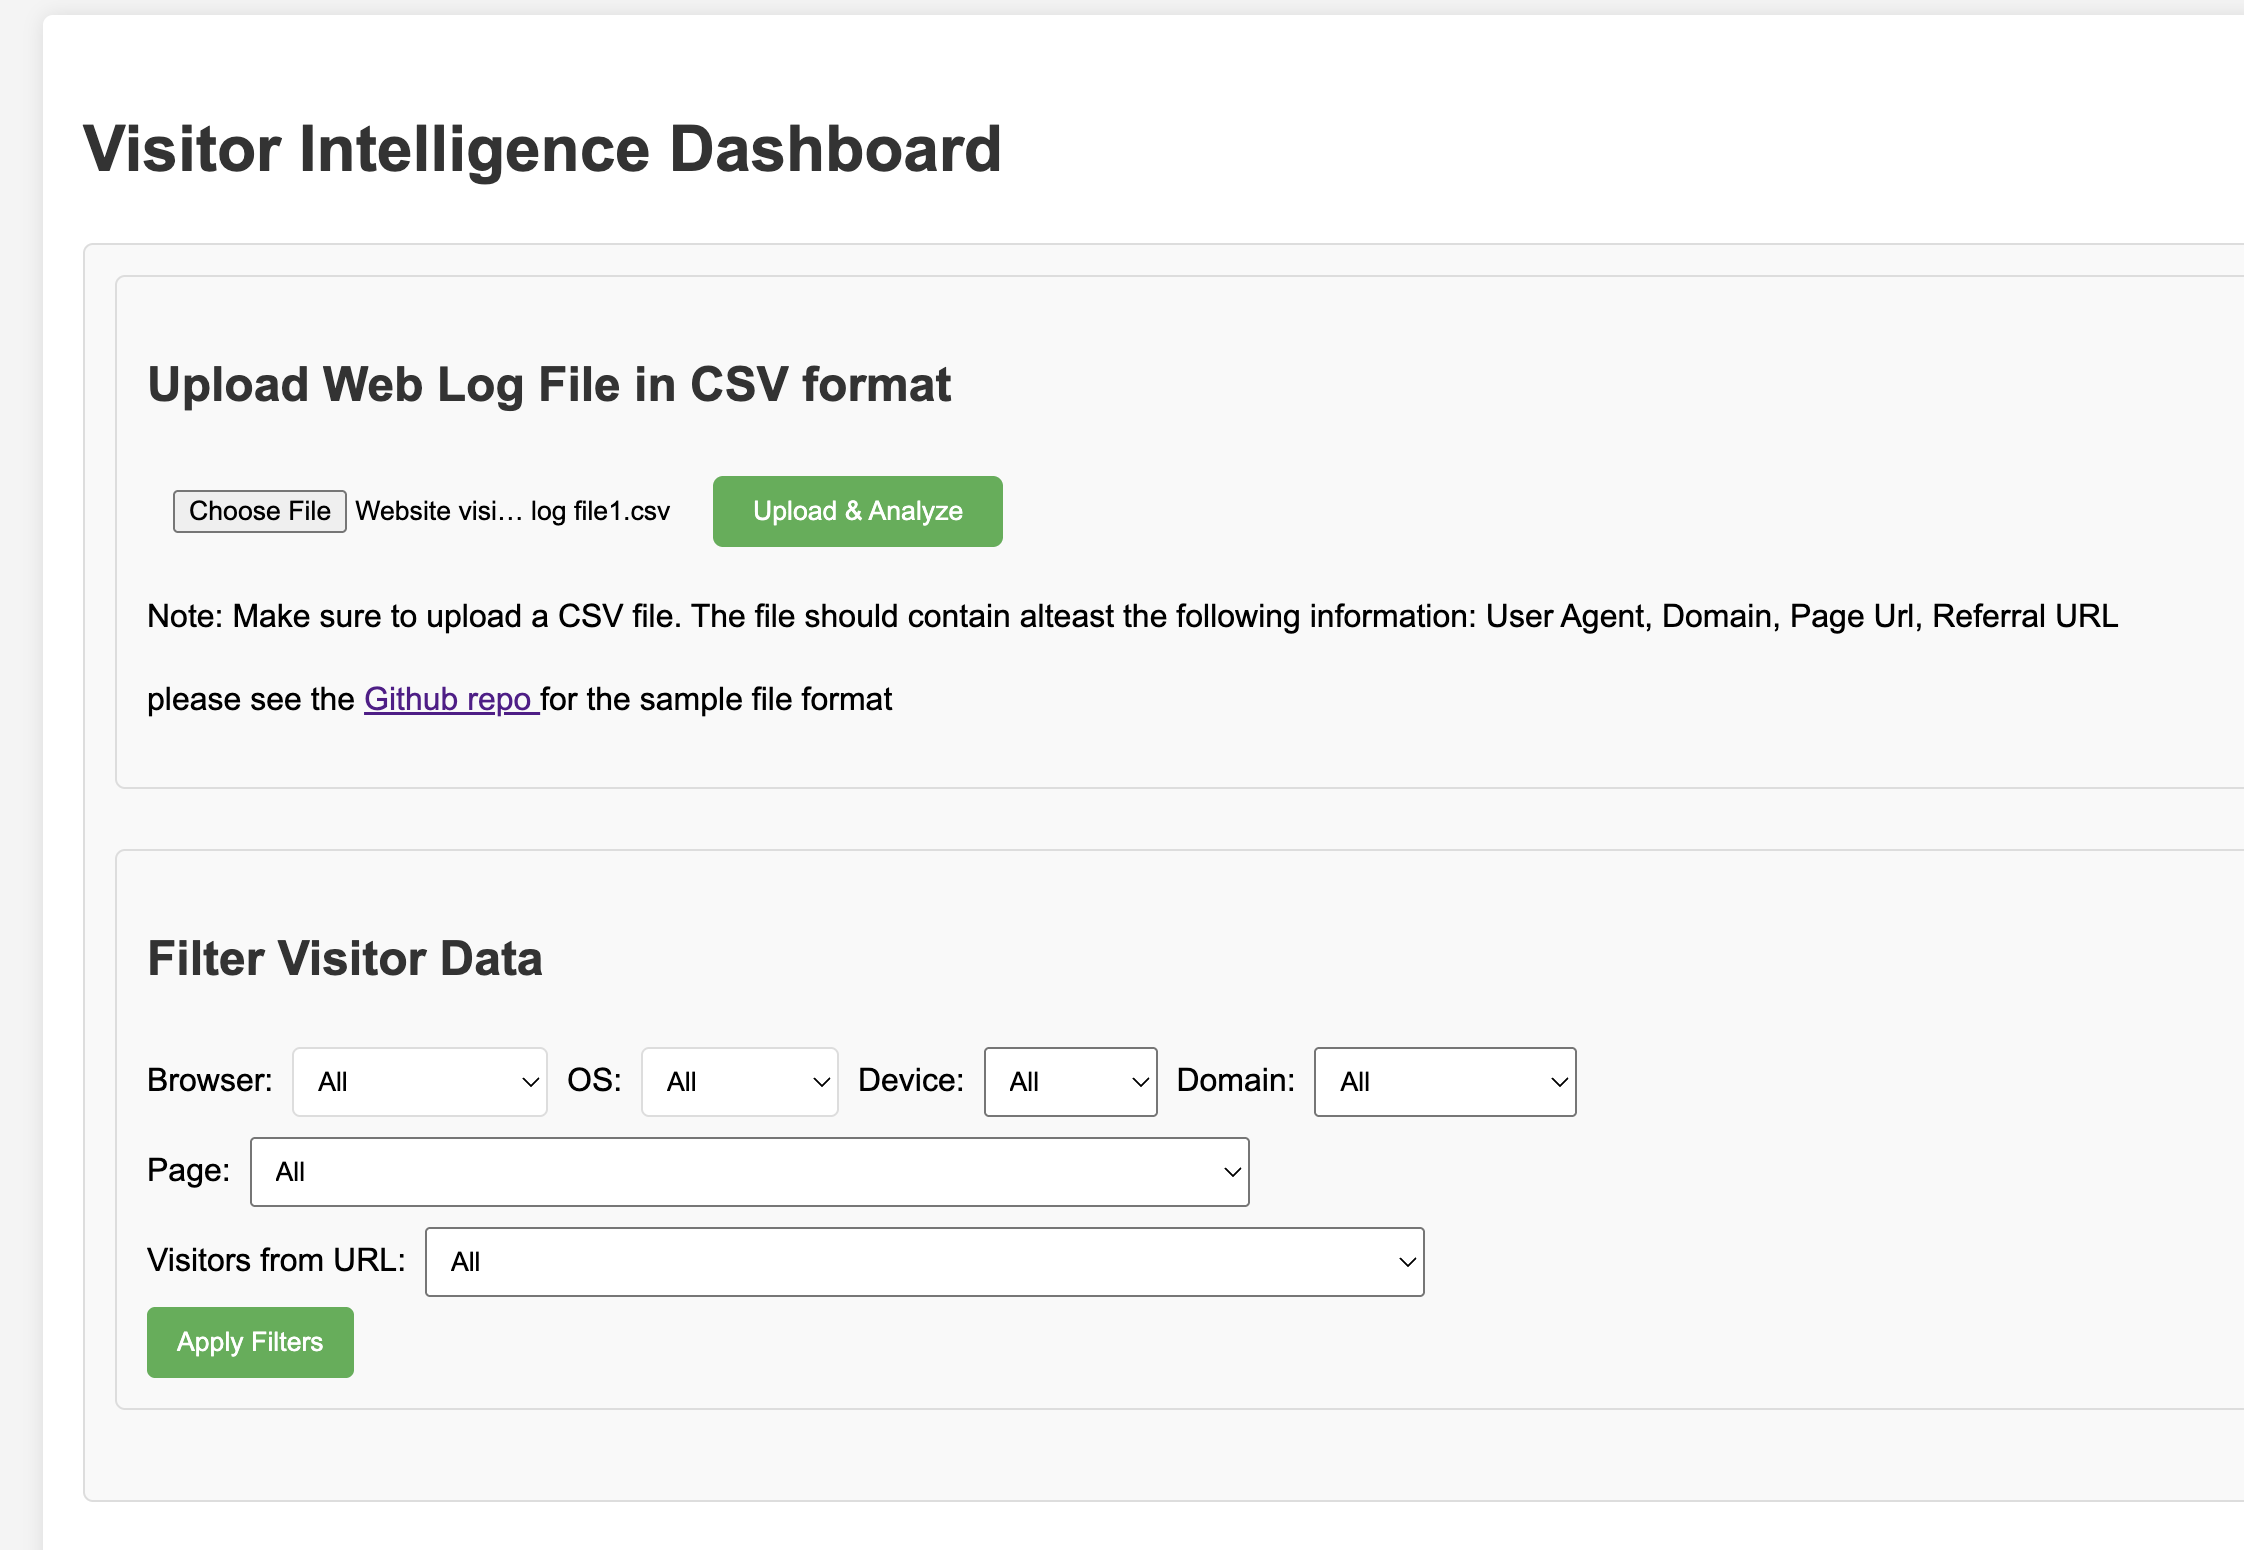 Visitor Intelligence Dashboard
Upload Web Log File in CSV format
Choose File Website visi... log file1.csv Upload & Analyze
Note: Make sure to upload a CSV file. The file should contain alteast the following information: User Agent, Domain, Page Url, Referral URL
please see the Github repo for the sample file format
Filter Visitor Data
Browser: All OS: All Device: All Domain: All
Page: All
Visitors from URL: All
Apply Filters